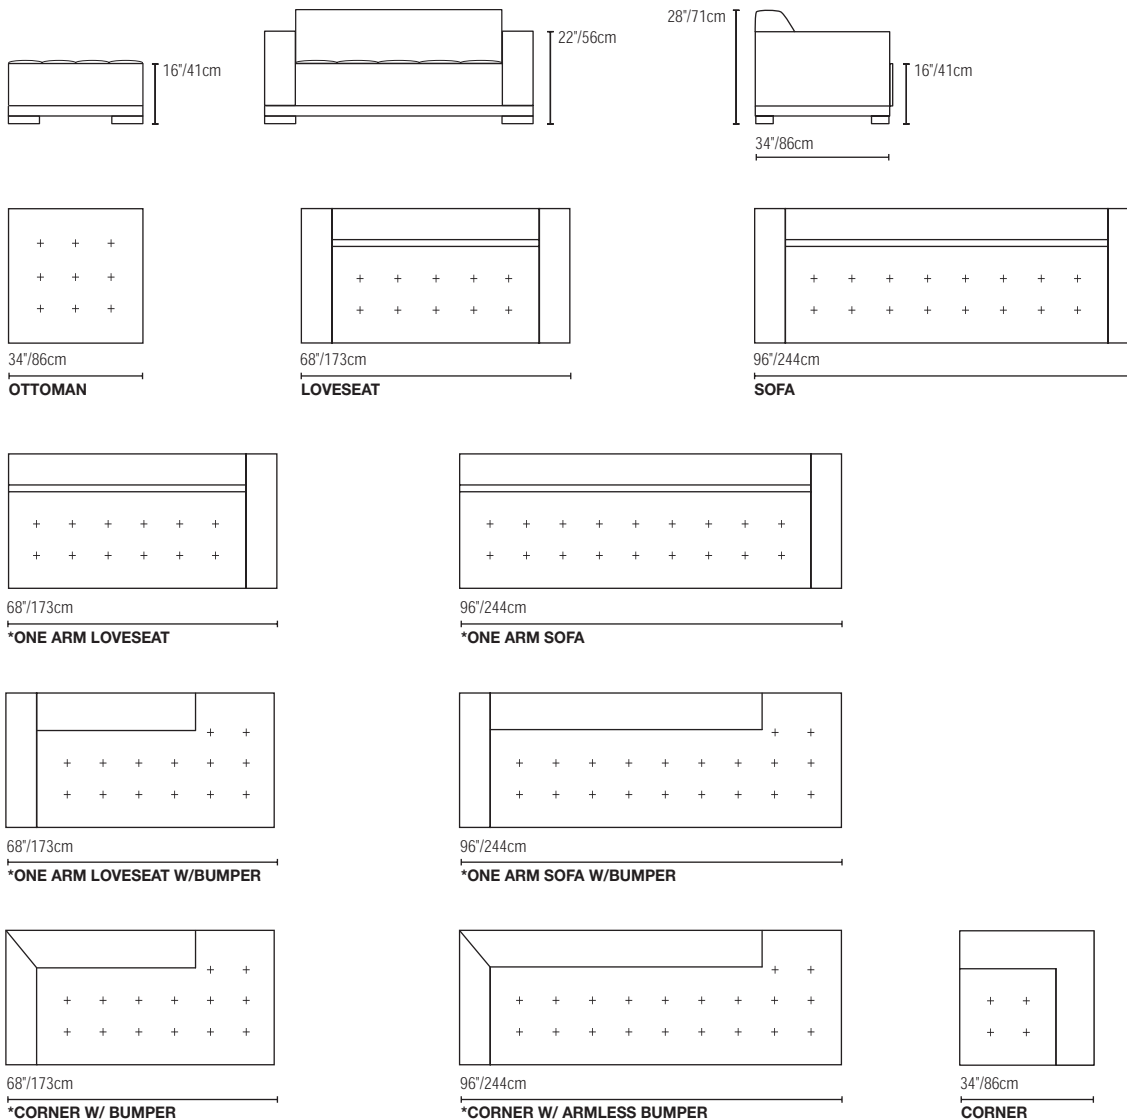 16"/41cm
22"/56cm
28"/71cm
16"/41cm
34"/86cm
34"/86cm
OTTOMAN
68"/173cm
LOVESEAT
96"/244cm
SOFA
68"/173cm
*ONE ARM LOVESEAT
96"/244cm
*ONE ARM SOFA
68"/173cm
*ONE ARM LOVESEAT W/BUMPER
96"/244cm
*ONE ARM SOFA W/BUMPER
68"/173cm
*CORNER W/ BUMPER
96"/244cm
*CORNER W/ ARMLESS BUMPER
34"/86cm
CORNER